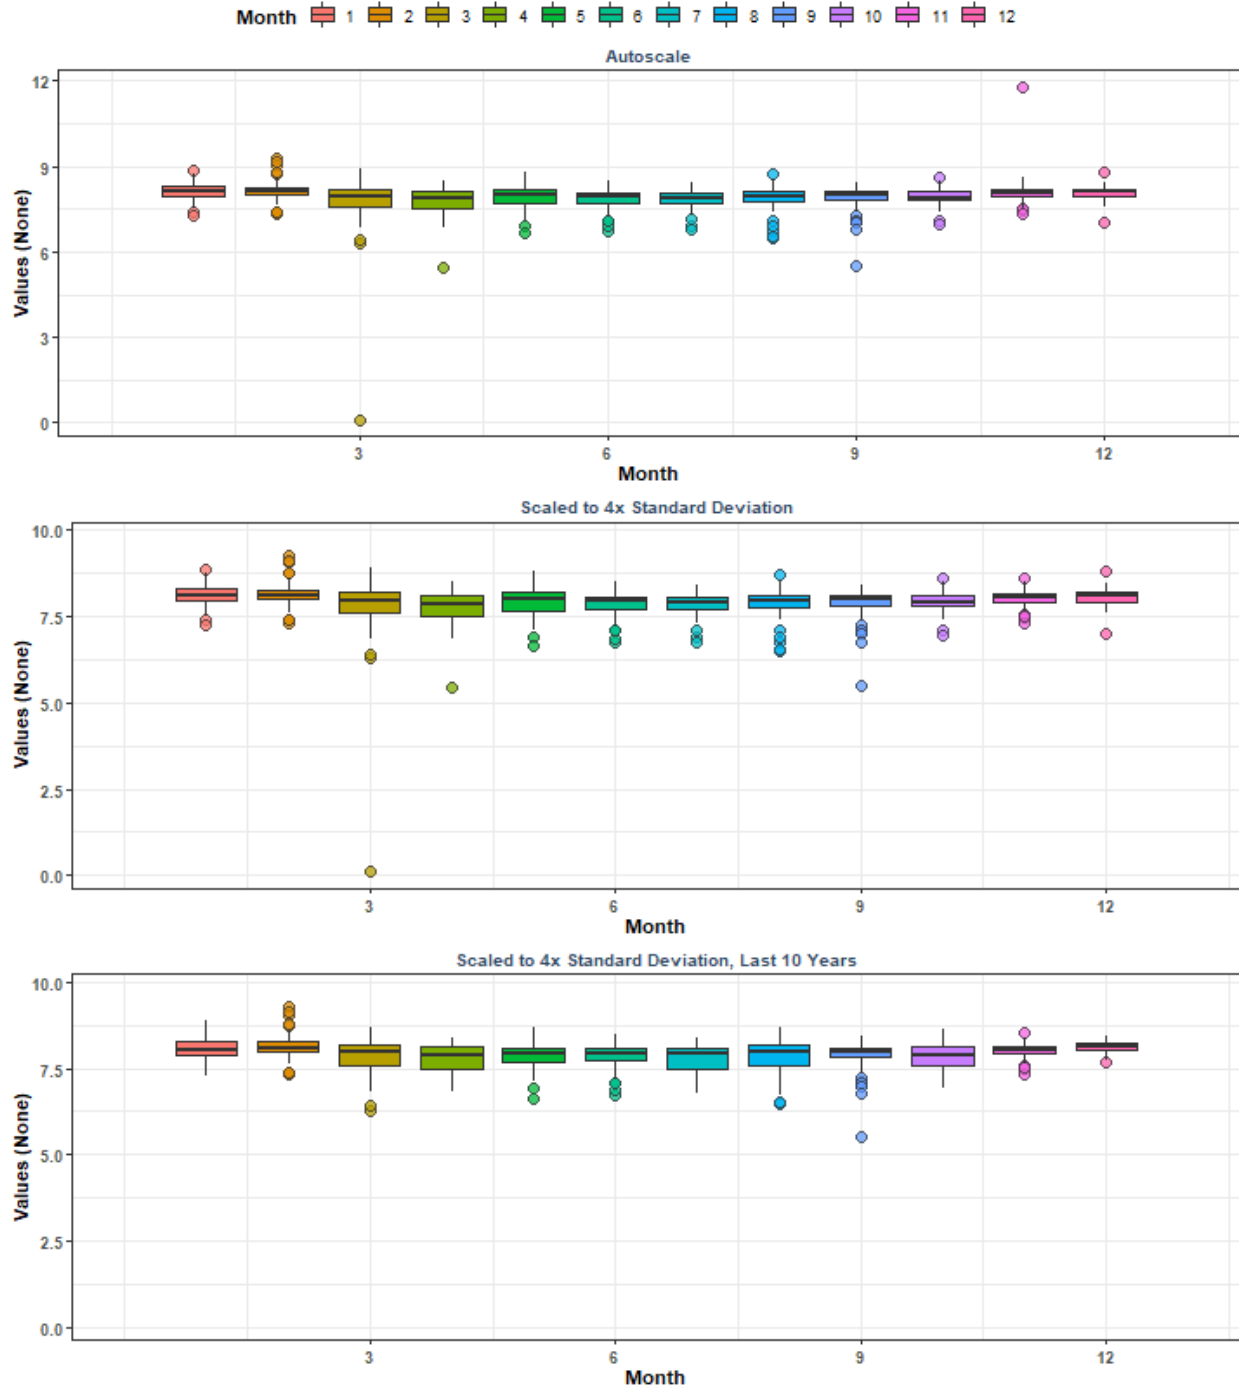 Month 1 2 3 4 5 6 7 8 9 10 11 12
Autoscale
Values (None)
12
9
6
3
0
3 6 9 12
Month
Scaled to 4x Standard Deviation
Values (None)
10.0
7.5
5.0
2.5
0.0
3 6 9 12
Month
Scaled to 4x Standard Deviation, Last 10 Years
Values (None)
10.0
7.5
5.0
2.5
0.0
3 6 9 12
Month